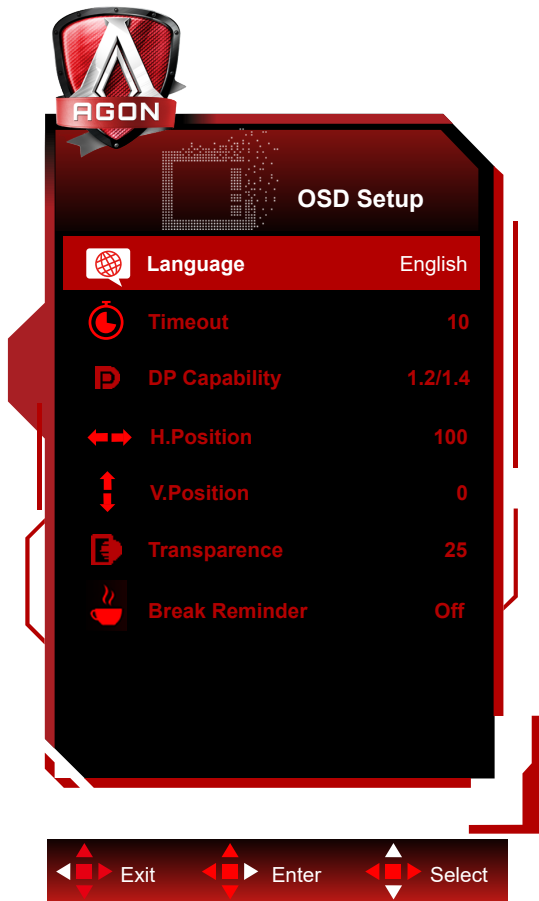 AGON
OSD Setup
Language English
Timeout 10
DP Capability 1.2/1.4
H.Position 100
V.Position 0
Transparence 25
Break Reminder Off
Exit Enter Select